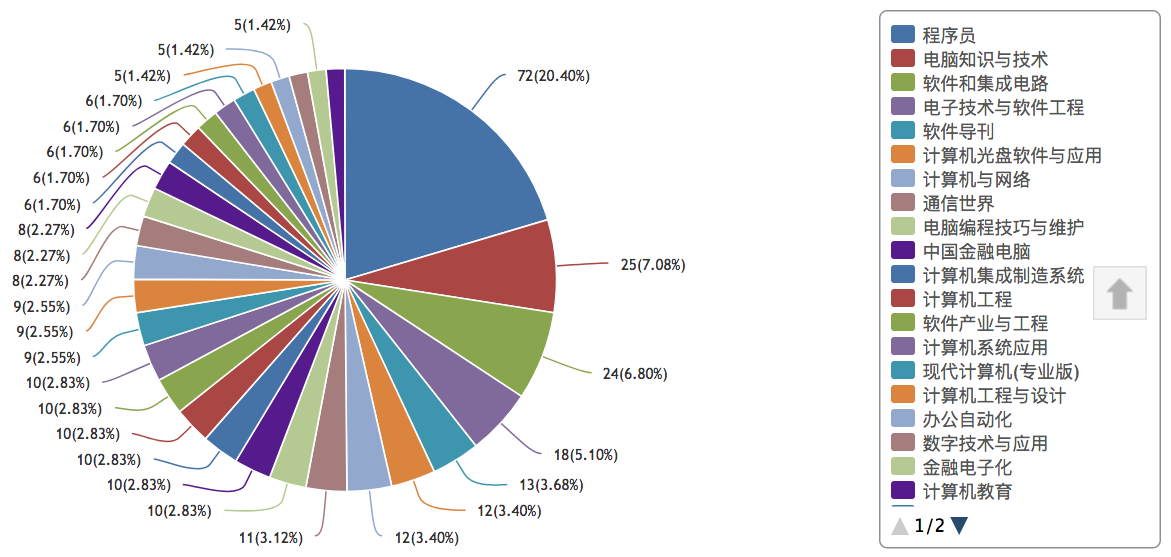 5(1.42%)
5(1.42%)
5(1.42%)
6(1.70%)
6(1.70%)
6(1.70%)
6(1.70%)
6(1.70%)
8(2.27%)
8(2.27%)
8(2.27%)
9(2.55%)
9(2.55%)
9(2.55%)
10(2.83%)
10(2.83%)
10(2.83%)
10(2.83%)
10(2.83%)
10(2.83%)
11(3.12%)
12(3.40%)
12(3.40%)
13(3.68%)
18(5.10%)
24(6.80%)
25(7.08%)
72(20.40%)
程序员
电脑知识与技术
软件和集成电路
电子技术与软件工程
软件导刊
计算机光盘软件与应用
计算机与网络
通信世界
电脑编程技巧与维护
中国金融电脑
计算机集成制造系统
计算机工程
软件产业与工程
计算机系统应用
现代计算机(专业版)
计算机工程与设计
办公自动化
数字技术与应用
金融电子化
计算机教育
1/2